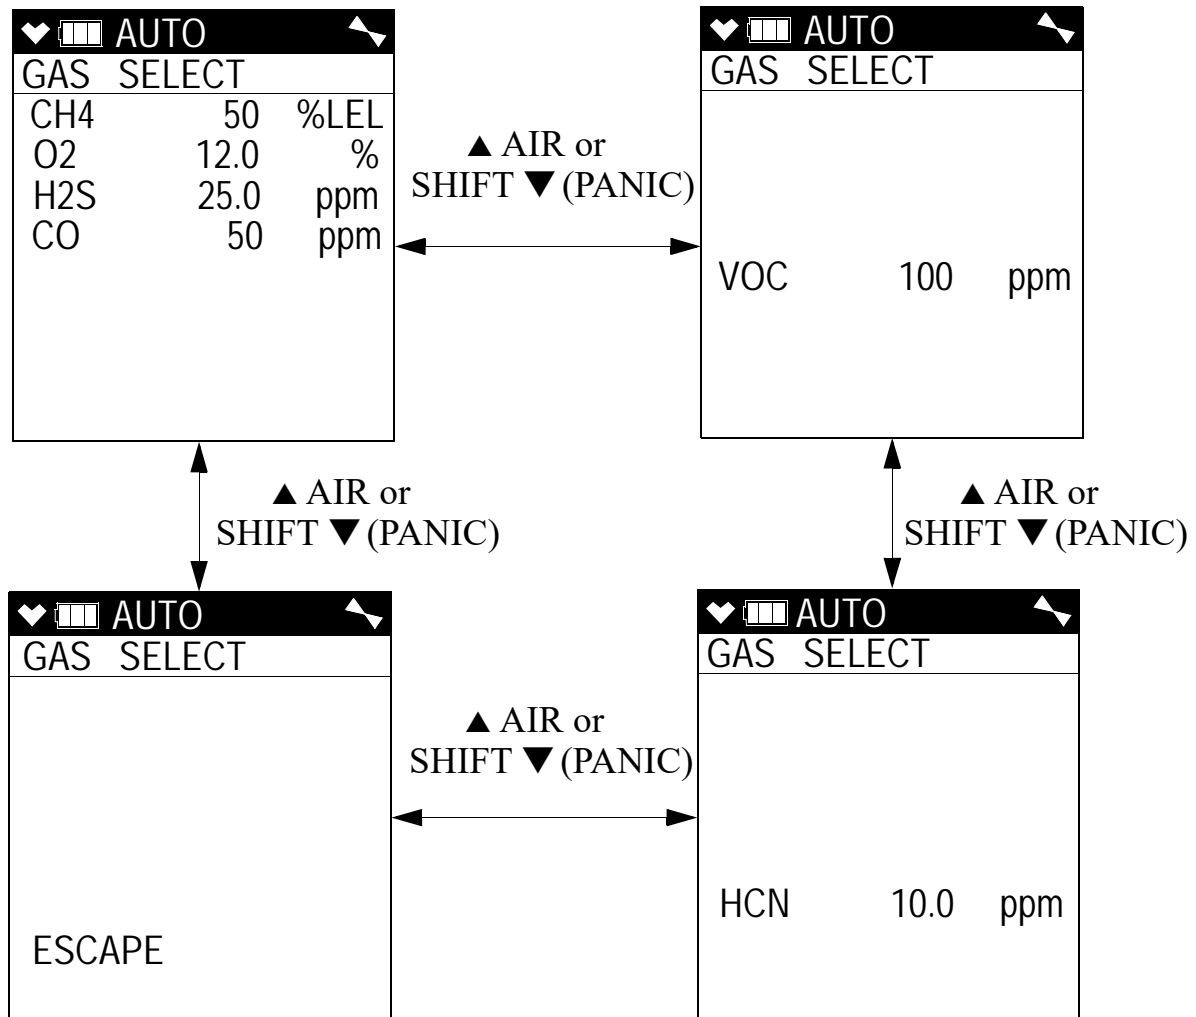 AUTO
GAS SELECT
CH4 50 %LEL
O2 12.0 %
H2S 25.0 ppm
CO 50 ppm
▲ AIR or
SHIFT ▼ (PANIC)
AUTO
GAS SELECT
VOC 100 ppm
▲ AIR or
SHIFT ▼ (PANIC)
▲ AIR or
SHIFT ▼ (PANIC)
AUTO
GAS SELECT
ESCAPE
▲ AIR or
SHIFT ▼ (PANIC)
AUTO
GAS SELECT
HCN 10.0 ppm